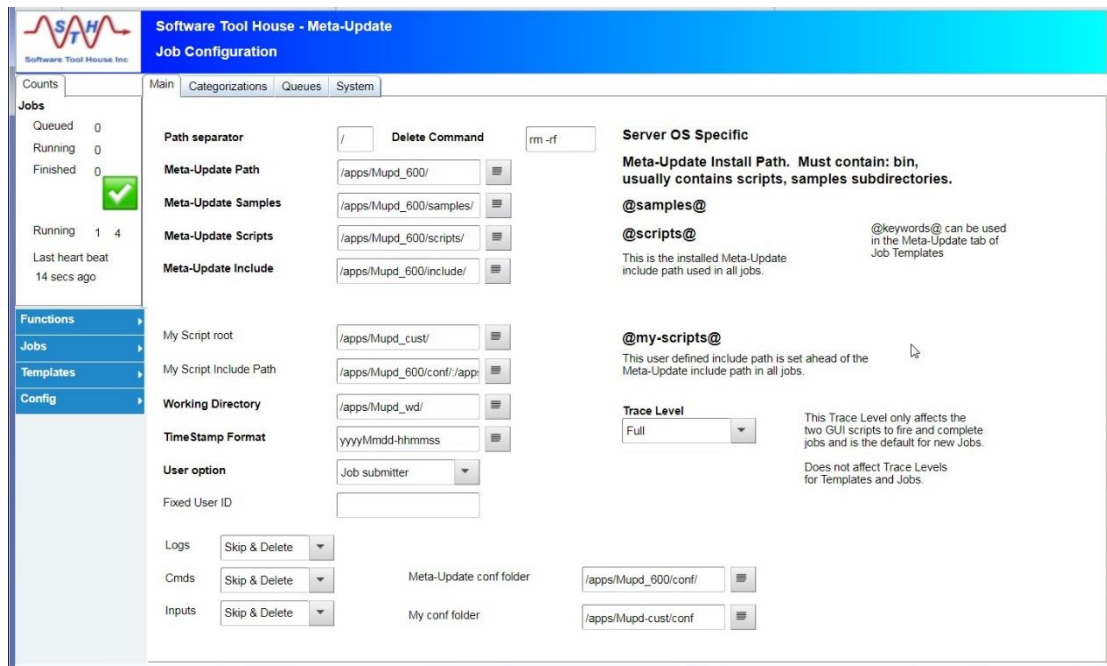 STH
Software Tool House Inc
Software Tool House - Meta-Update
Job Configuration
Counts
Jobs
Queued 0
Running 0
Finished 0
Running 1 4
Last heart beat
14 secs ago
Functions
Jobs
Templates
Config
Main Categorizations Queues System
Path separator / Delete Command rm -rf Server OS Specific
Meta-Update Path /apps/Mupd_600/ Meta-Update Install Path. Must contain: bin,
usually contains scripts, samples subdirectories.
Meta-Update Samples /apps/Mupd_600/samples/ @samples@
Meta-Update Scripts /apps/Mupd_600/scripts/ @scripts@
@keywords@ can be used
in the Meta-Update tab of
Job Templates
Meta-Update Include /apps/Mupd_600/include/ This is the installed Meta-Update
include path used in all jobs.
My Script root /apps/Mupd_cust/ @my-scripts@
My Script Include Path /apps/Mupd_600/conf/:/apps This user defined include path is set ahead of the
Meta-Update include path in all jobs.
Working Directory /apps/Mupd_wd/
Trace Level
Full
TimeStamp Format yyyyMmdd-hhmmss
This Trace Level only affects the
two GUI scripts to fire and complete
jobs and is the default for new Jobs.
Does not affect Trace Levels
for Templates and Jobs.
User option Job submitter
Fixed User ID
Logs Skip & Delete
Cmds Skip & Delete Meta-Update conf folder /apps/Mupd_600/conf/
Inputs Skip & Delete My conf folder /apps/Mupd-cust/conf